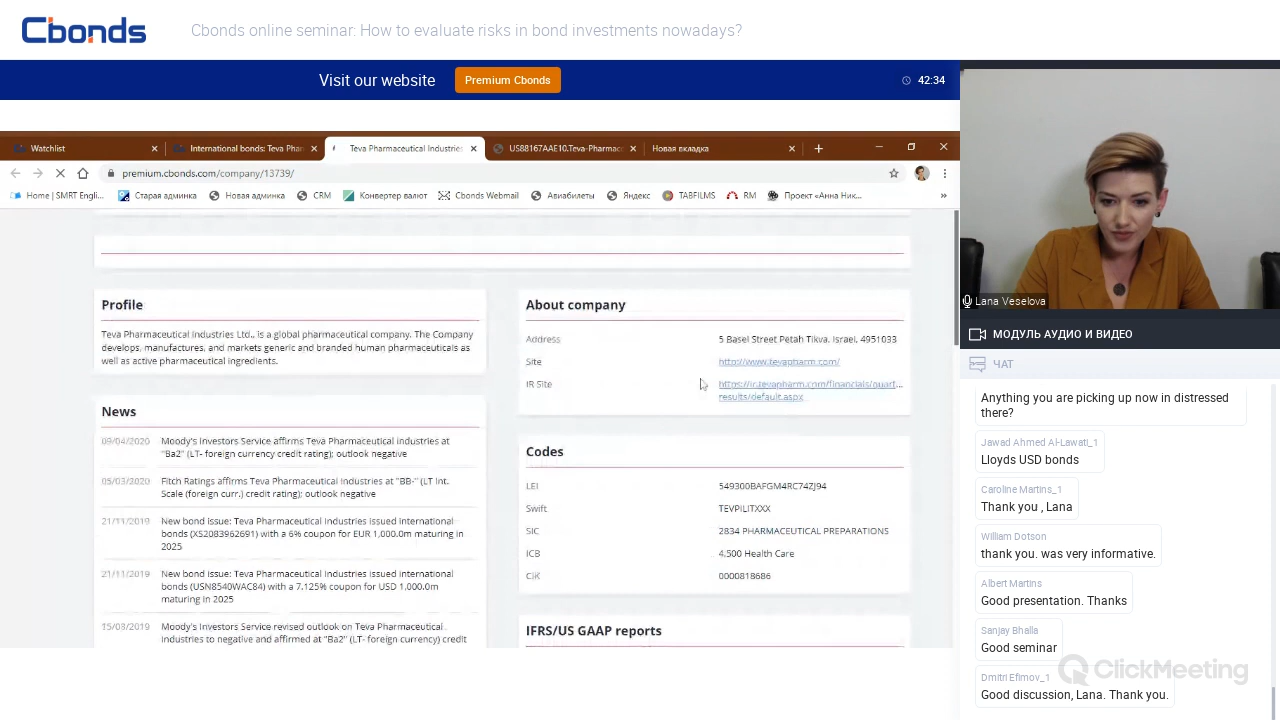 Cbonds
Cbonds online seminar: How to evaluate risks in bond investments nowadays?
Visit our website
Premium Cbonds
42:34
Watchlist
International bonds: Teva Phar
Teva Pharmaceutical Industries
US88167AAE10.Teva-Pharmac
Новая вкладка
premium.cbonds.com/company/13739/
Home | SMRT Engli...
Старая админка
Новая админка
CRM
Конвертер валют
Cbonds Webmail
Авиабилеты
Яндекс
TABFILMS
RM
Проект «Анна Ник...
»
Profile
Teva Pharmaceutical Industries Ltd., is a global pharmaceutical company. The Company
develops, manufactures, and markets generic and branded human pharmaceuticals as
well as active pharmaceutical ingredients.
News
09/04/2020
Moody's Investors Service affirms Teva Pharmaceutical Industries at
"Ba2" (LT- foreign currency credit rating); outlook negative
05/03/2020
Fitch Ratings affirms Teva Pharmaceutical Industries at "BB-" (LT Int.
Scale (foreign curr.) credit rating); outlook negative
21/11/2019
New bond issue: Teva Pharmaceutical Industries issued international
bonds (XS2083962691) with a 6% coupon for EUR 1,000.0m maturing in
2025
21/11/2019
New bond issue: Teva Pharmaceutical Industries issued international
bonds (USN8540WAC84) with a 7.125% coupon for USD 1,000.0m
maturing in 2025
15/08/2019
Moody's Investors Service revised outlook on Teva Pharmaceutical
Industries to negative and affirmed at "Ba2" (LT- foreign currency) credit
About company
Address
5 Basel Street Petah Tikva, Israel, 4951033
Site
http://www.tevapharm.com/
IR Site
https://ir.tevapharm.com/financials/quart...
results/default.aspx
Codes
LEI
549300BAFGM4RC74ZJ94
Swift
TEVPILITXXX
SIC
2834 PHARMACEUTICAL PREPARATIONS
ICB
4,500 Health Care
CIK
0000818686
IFRS/US GAAP reports
Lana Veselova
МОДУЛЬ АУДИО И ВИДЕО
ЧАТ
Anything you are picking up now in distressed
there?
Jawad Ahmed Al-Lawati_1
Lloyds USD bonds
Caroline Martins_1
Thank you , Lana
William Dotson
thank you. was very informative.
Albert Martins
Good presentation. Thanks
Sanjay Bhalla
Good seminar
Dmitri Efimov_1
Good discussion, Lana. Thank you.
ClickMeeting